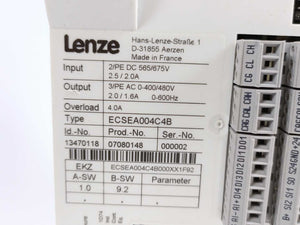 Lenze
Hans-Lenze-Straße 1
D-31855 Aerzen
Made in France
Input 2/PE DC 565/675V
2.5 / 2.0A
Output 3/PE AC 0-400/480V
2.0 / 1.6A 0-600Hz
Overload 4.0A
Type ECSEA004C4B
Id.-No. Prod.-No. Ser.-No.
13470118 07080148 000002
EKZ ECSEA004C4B000XX1F92
A-SW B-SW Parameter
1.0 9.2
CG CL CH